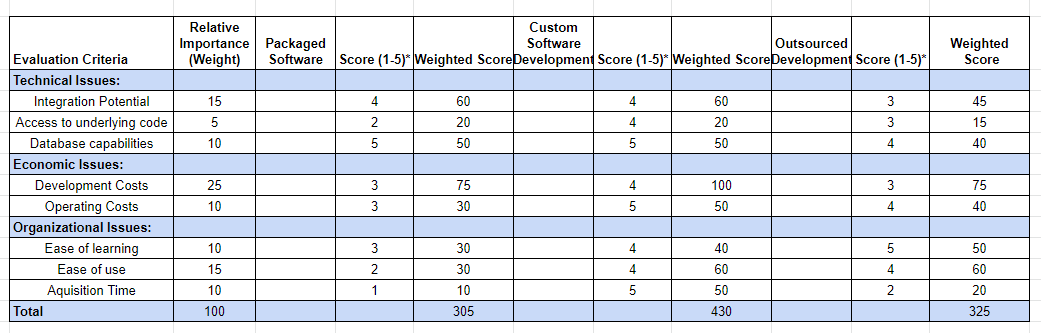 Evaluation Criteria Relative Importance (Weight) Packaged Software Score (1-5)* Weighted Score Custom Software Development Score (1-5)* Weighted Score Outsourced Development Score (1-5)* Weighted Score
Technical Issues:
Integration Potential 15 4 60 4 60 3 45
Access to underlying code 5 2 20 4 20 3 15
Database capabilities 10 5 50 5 50 4 40
Economic Issues:
Development Costs 25 3 75 4 100 3 75
Operating Costs 10 3 30 5 50 4 40
Organizational Issues:
Ease of learning 10 3 30 4 40 5 50
Ease of use 15 2 30 4 60 4 60
Aquisition Time 10 1 10 5 50 2 20
Total 100 305 430 325